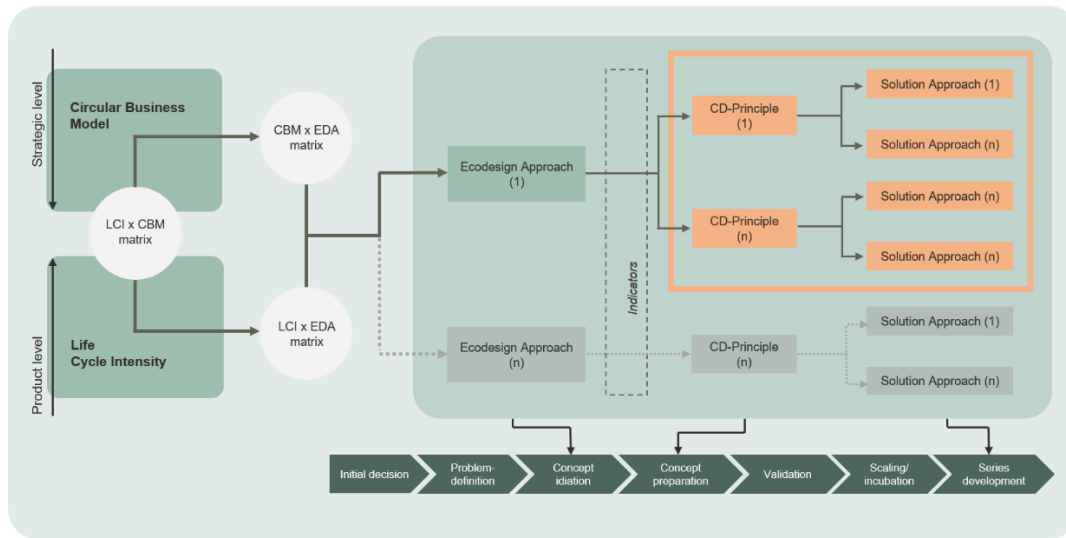 Strategic level
Circular Business
Model
LCI x CBM
matrix
Product level
Life
Cycle Intensity
CBM x EDA
matrix
LCI x EDA
matrix
Ecodesign Approach
(1)
Ecodesign Approach
(n)
Indicators
CD-Principle
(1)
CD-Principle
(n)
CD-Principle
(n)
Solution Approach (1)
Solution Approach (n)
Solution Approach (n)
Solution Approach (n)
Solution Approach (1)
Solution Approach (n)
Initial decision
Problem-
definition
Concept
idiation
Concept
preparation
Validation
Scaling/
incubation
Series
development